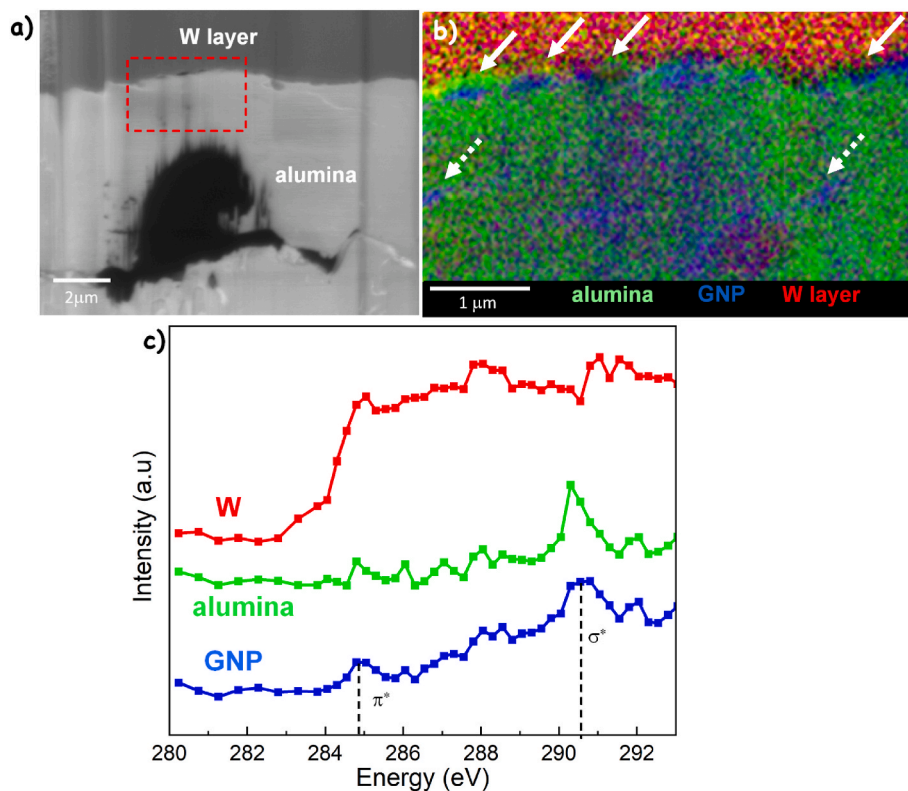 a)
W layer
alumina
2μm
b)
1 μm
alumina GNP W layer
c)
Intensity (a.u)
W
alumina
GNP
π*
σ*
280 282 284 286 288 290 292
Energy (eV)